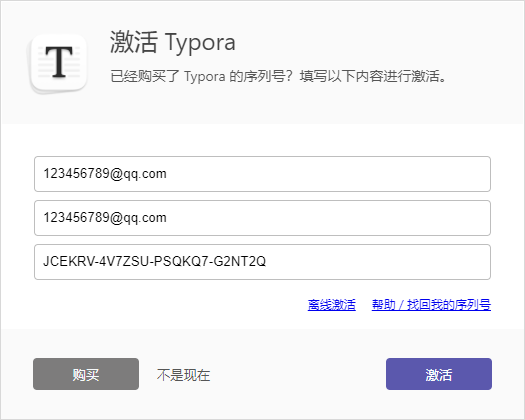 激活 Typora
已经购买了 Typora 的序列号？填写以下内容进行激活。
123456789@qq.com
123456789@qq.com
JCEKRV-4V7ZSU-PSQKQ7-G2NT2Q
离线激活 帮助 / 找回我的序列号
购买 不是现在 激活